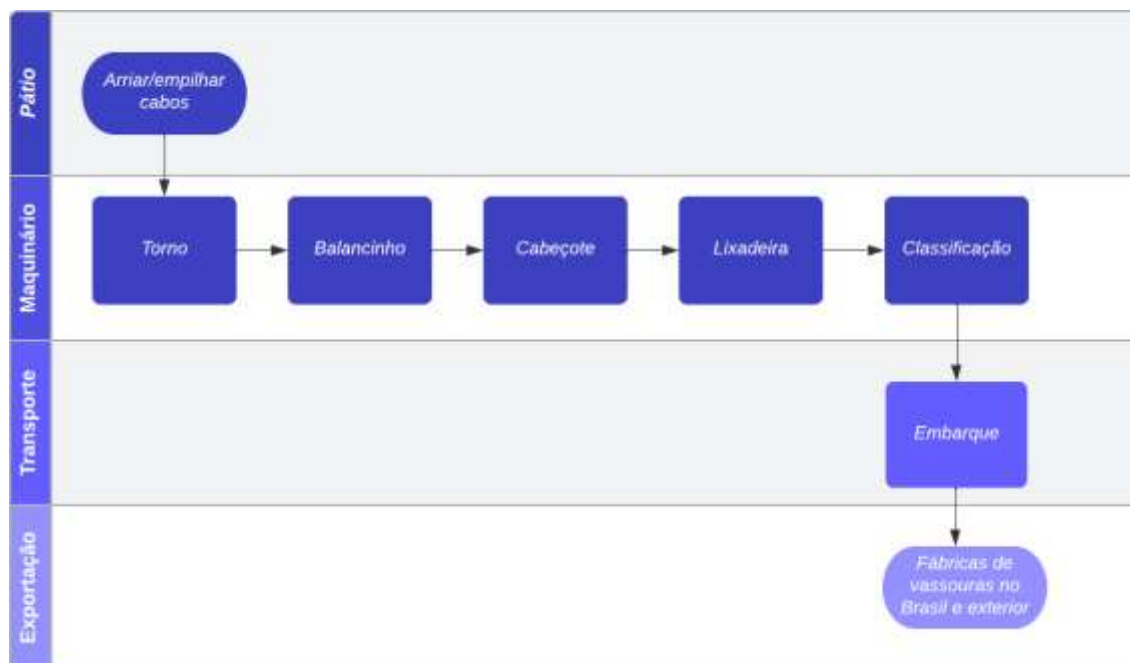 Pátio
Arriar/empilhar
cabos
Maquinário
Torno
Balancinho
Cabeçote
Lixadeira
Classificação
Transporte
Embarque
Exportação
Fábricas de
vassouras no
Brasil e exterior